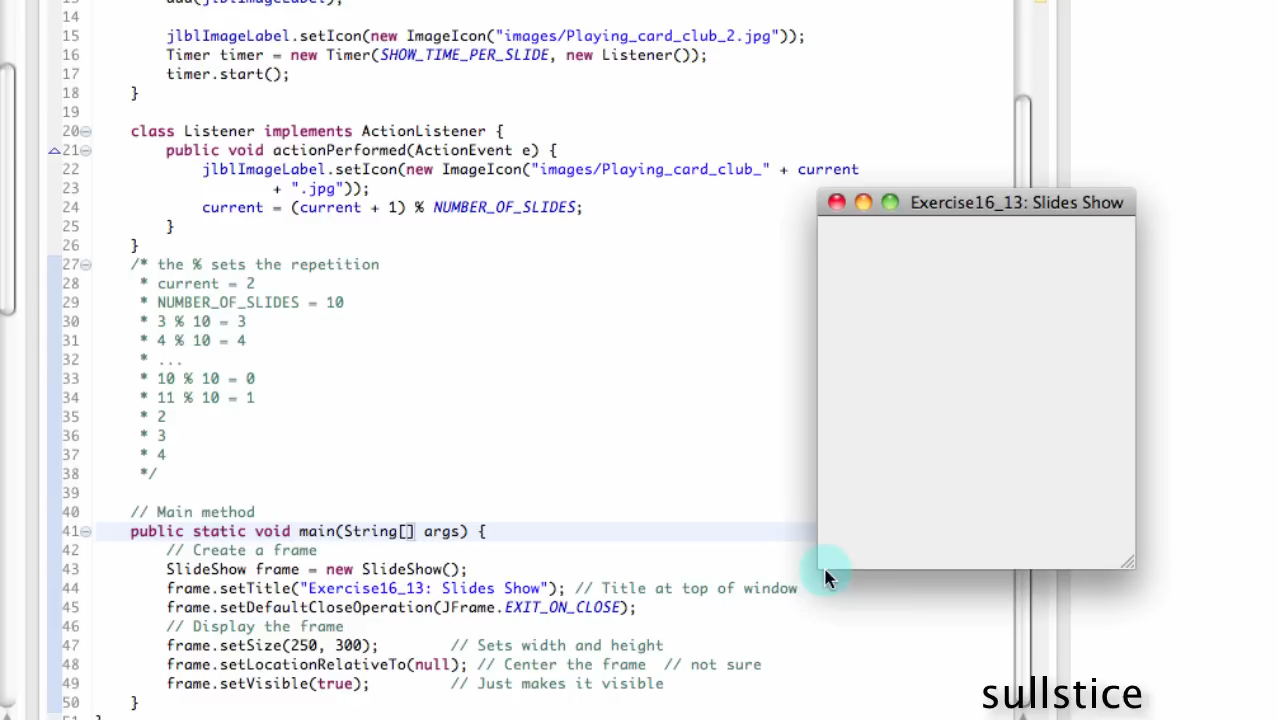 13
14
15 jlblImageLabel.setIcon(new ImageIcon("images/Playing_card_club_2.jpg"));
16 Timer timer = new Timer(SHOW_TIME_PER_SLIDE, new Listener());
17 timer.start();
18 }
19
20 class Listener implements ActionListener {
21 public void actionPerformed(ActionEvent e) {
22 jlblImageLabel.setIcon(new ImageIcon("images/Playing_card_club_" + current
23 + ".jpg"));
24 current = (current + 1) % NUMBER_OF_SLIDES;
25 }
26 }
27 /* the % sets the repetition
28 * current = 2
29 * NUMBER_OF_SLIDES = 10
30 * 3 % 10 = 3
31 * 4 % 10 = 4
32 * ...
33 * 10 % 10 = 0
34 * 11 % 10 = 1
35 * 2
36 * 3
37 * 4
38 */
39
40 // Main method
41 public static void main(String[] args) {
42 // Create a frame
43 SlideShow frame = new SlideShow();
44 frame.setTitle("Exercise16_13: Slides Show"); // Title at top of window
45 frame.setDefaultCloseOperation(JFrame.EXIT_ON_CLOSE);
46 // Display the frame
47 frame.setSize(250, 300); // Sets width and height
48 frame.setLocationRelativeTo(null); // Center the frame // not sure
49 frame.setVisible(true); // Just makes it visible
50 }
Exercise16_13: Slides Show
sullstice